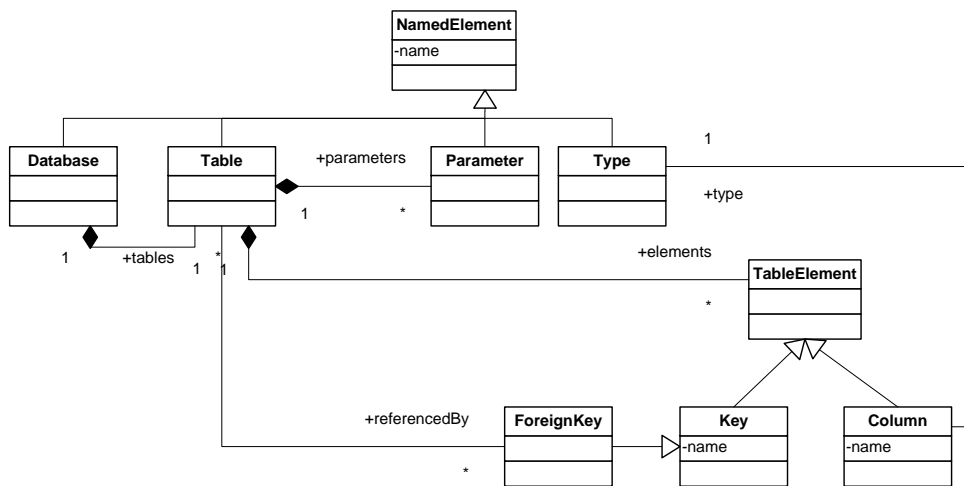 NamedElement
-name
1
Database
Table
+parameters
Parameter
Type
+type
1
*
1
+tables
1
*
1
+elements
TableElement
*
+referencedBy
ForeignKey
Key
Column
-name
-name
*